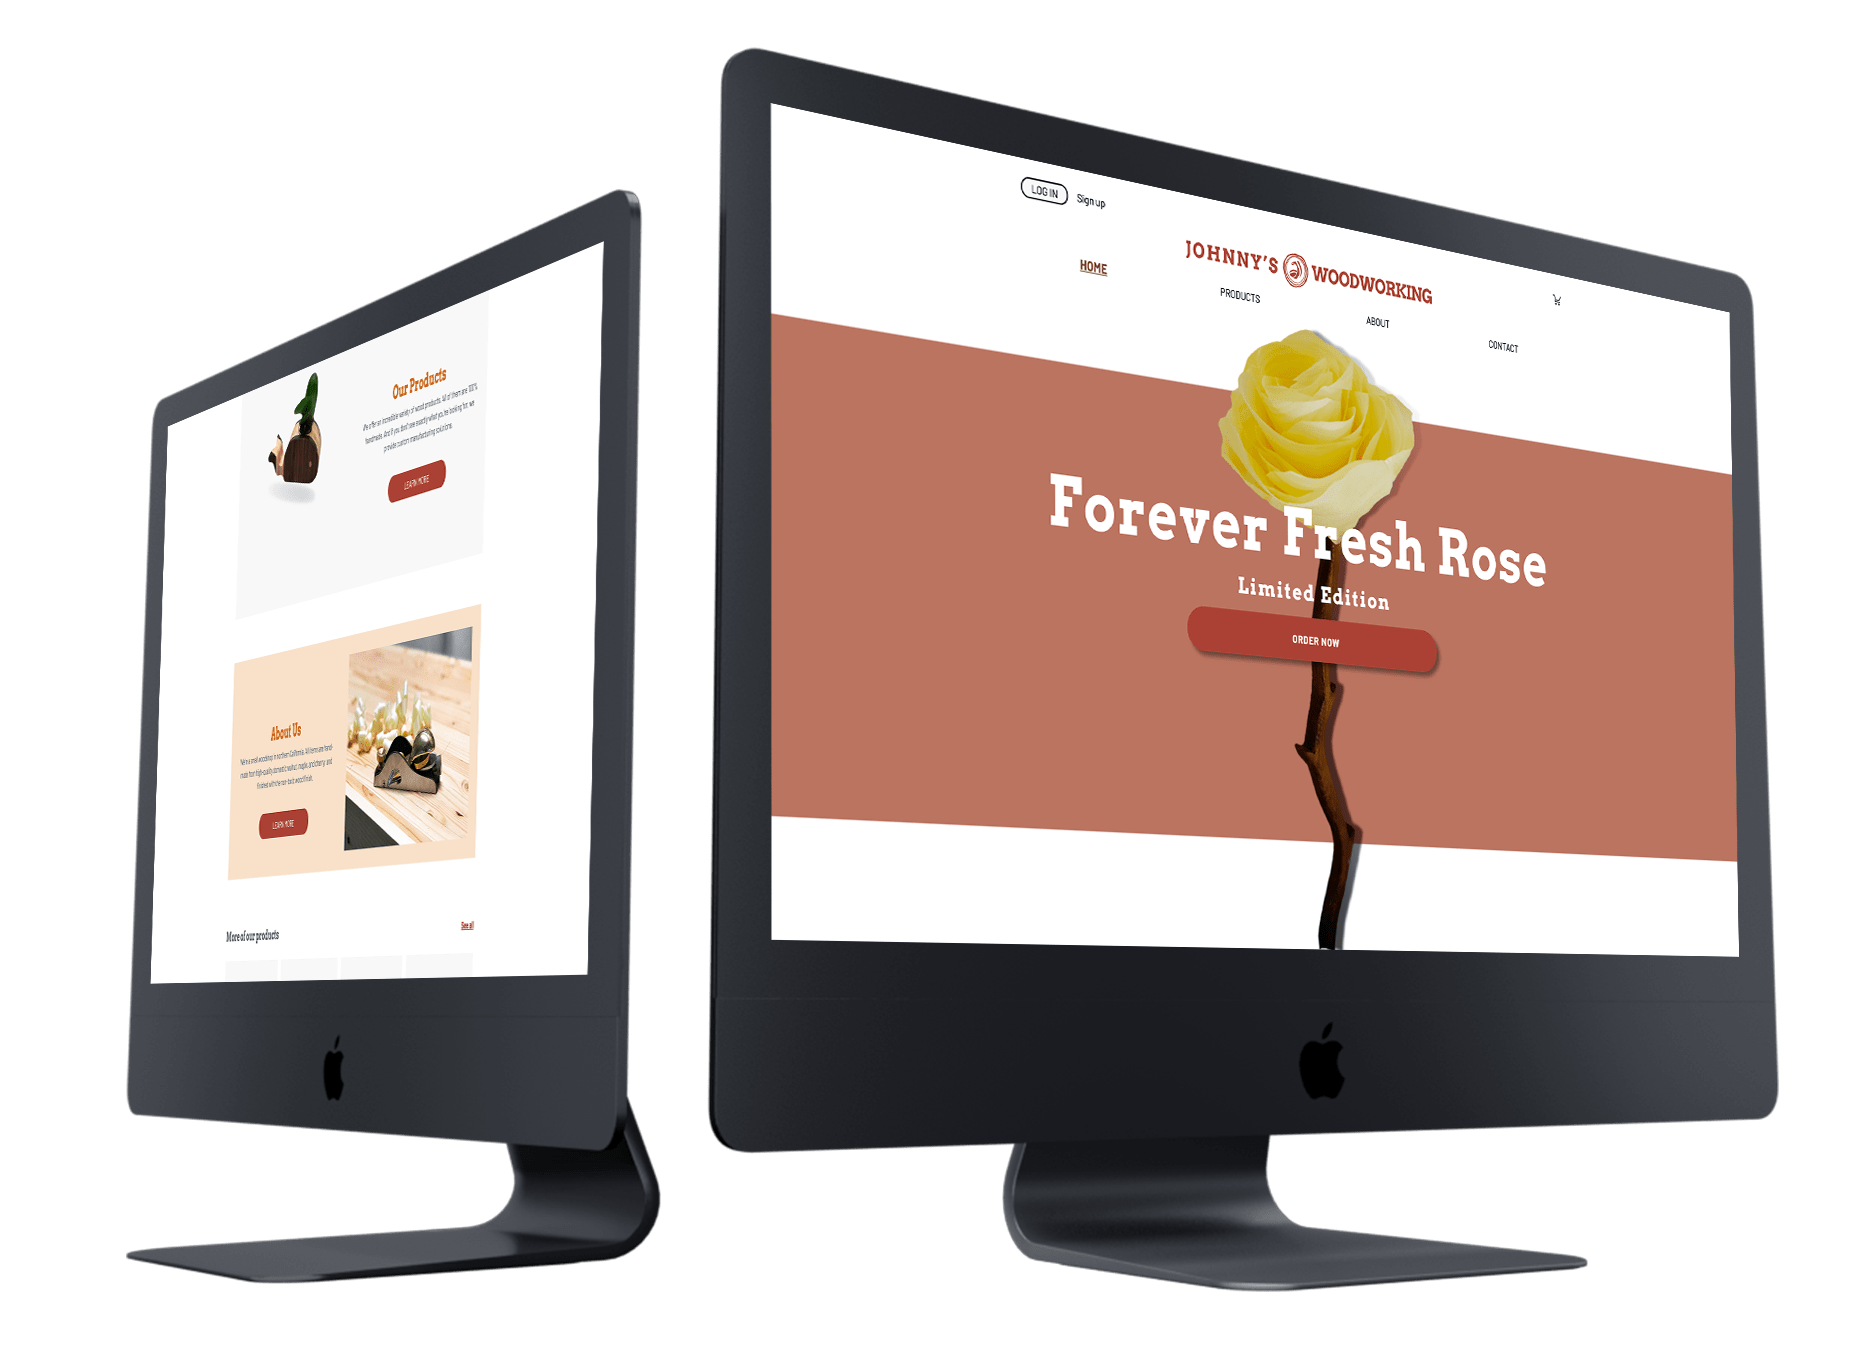 Our Products
We offer an incredible variety of wood products. All of them are 100%
handmade. And if you don't see exactly what you're looking for, we
provide custom manufacturing solutions.
LEARN MORE
About Us
We're a small woodshop in northern California. All items are hand-
made from high-quality domestic walnut, maple, and cherry, and
finished with the non-toxic wood finish.
LEARN MORE
More of our products
See all
LOG IN
Sign up
JOHNNY'S WOODWORKING
HOME
PRODUCTS
ABOUT
CONTACT
Forever Fresh Rose
Limited Edition
ORDER NOW